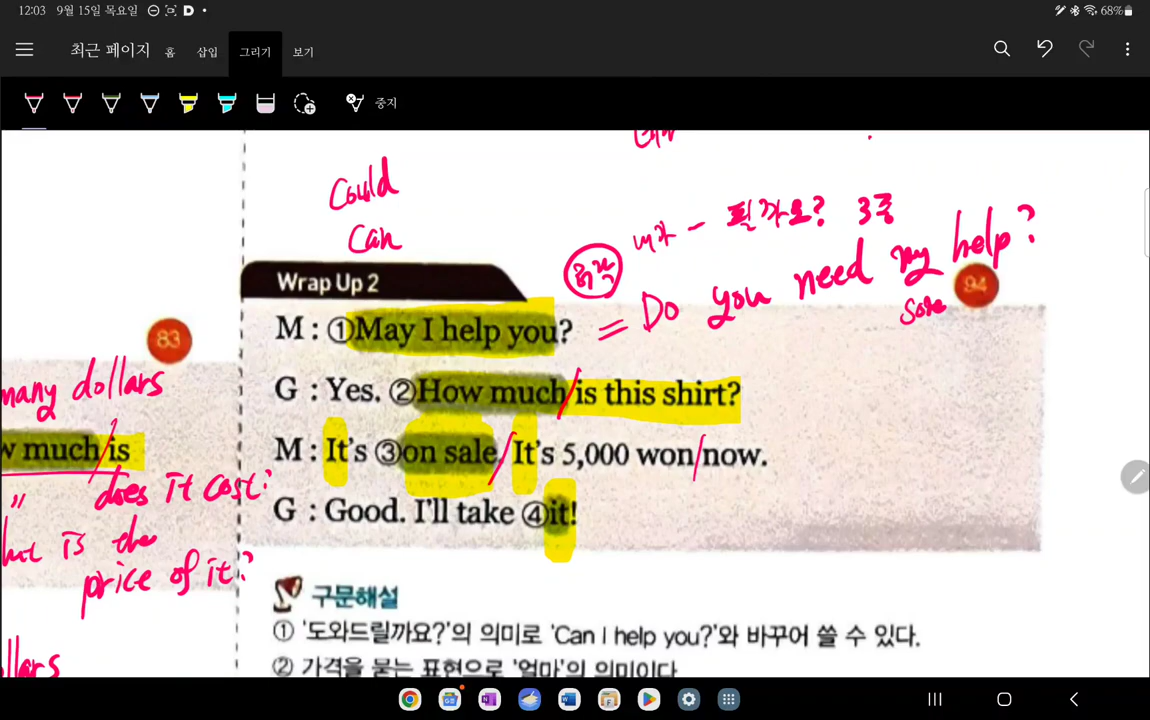 12:03 9월 15일 목요일 D 68%
최근 페이지 홈 삽입 그리기 보기
중지
Could
Can
필까요? 3중
Do you need my help?
some
= 
Wrap Up 2
94
83
M : ①May I help you?
G : Yes. ②How much/is this shirt?
M : It's ③on sale./It's 5,000 won/now.
G : Good. I'll take ④it!
many dollars
w much/is
" does it cost?
is the
price of it?
llars
구문해설
① '도와드릴까요?'의 의미로 'Can I help you?'와 바꾸어 쓸 수 있다.
② 가격을 묻는 표현으로 '얼마'의 의미이다